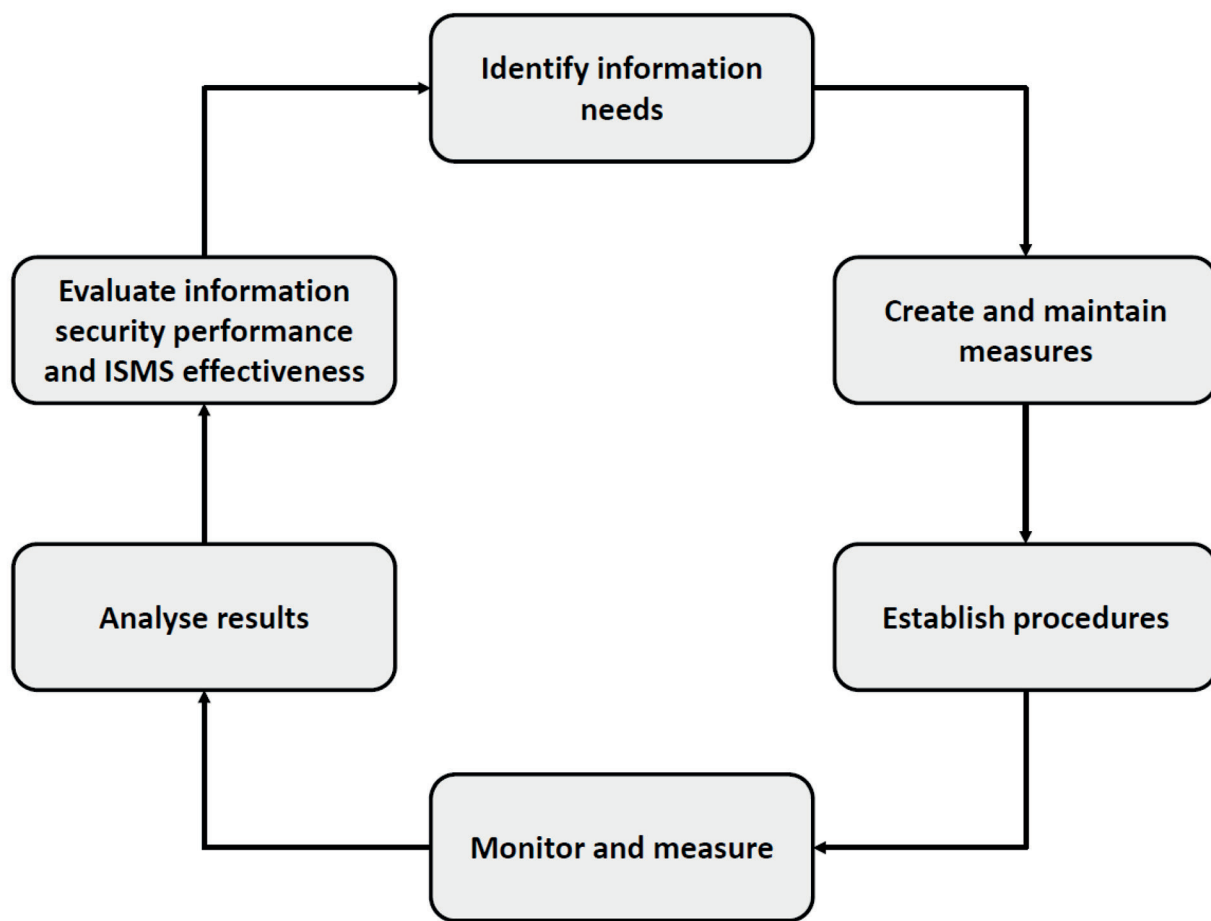 Identify information
needs
Create and maintain
measures
Establish procedures
Monitor and measure
Analyse results
Evaluate information
security performance
and ISMS effectiveness